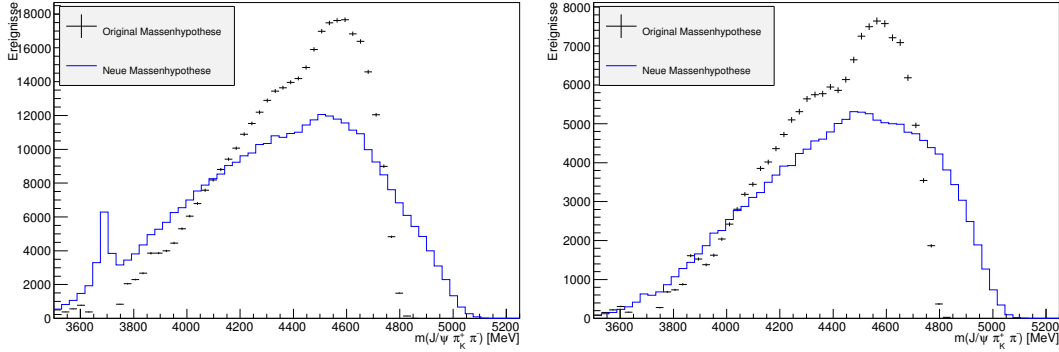 Ereignisse
18000
16000
14000
12000
10000
8000
6000
4000
2000
0
Original Massenhypothese
Neue Massenhypothese
3600 3800 4000 4200 4400 4600 4800 5000 5200
m(J/ψ π_K^+ π^-) [MeV]
Ereignisse
8000
7000
6000
5000
4000
3000
2000
1000
0
Original Massenhypothese
Neue Massenhypothese
3600 3800 4000 4200 4400 4600 4800 5000 5200
m(J/ψ π_K^+ π^-) [MeV]